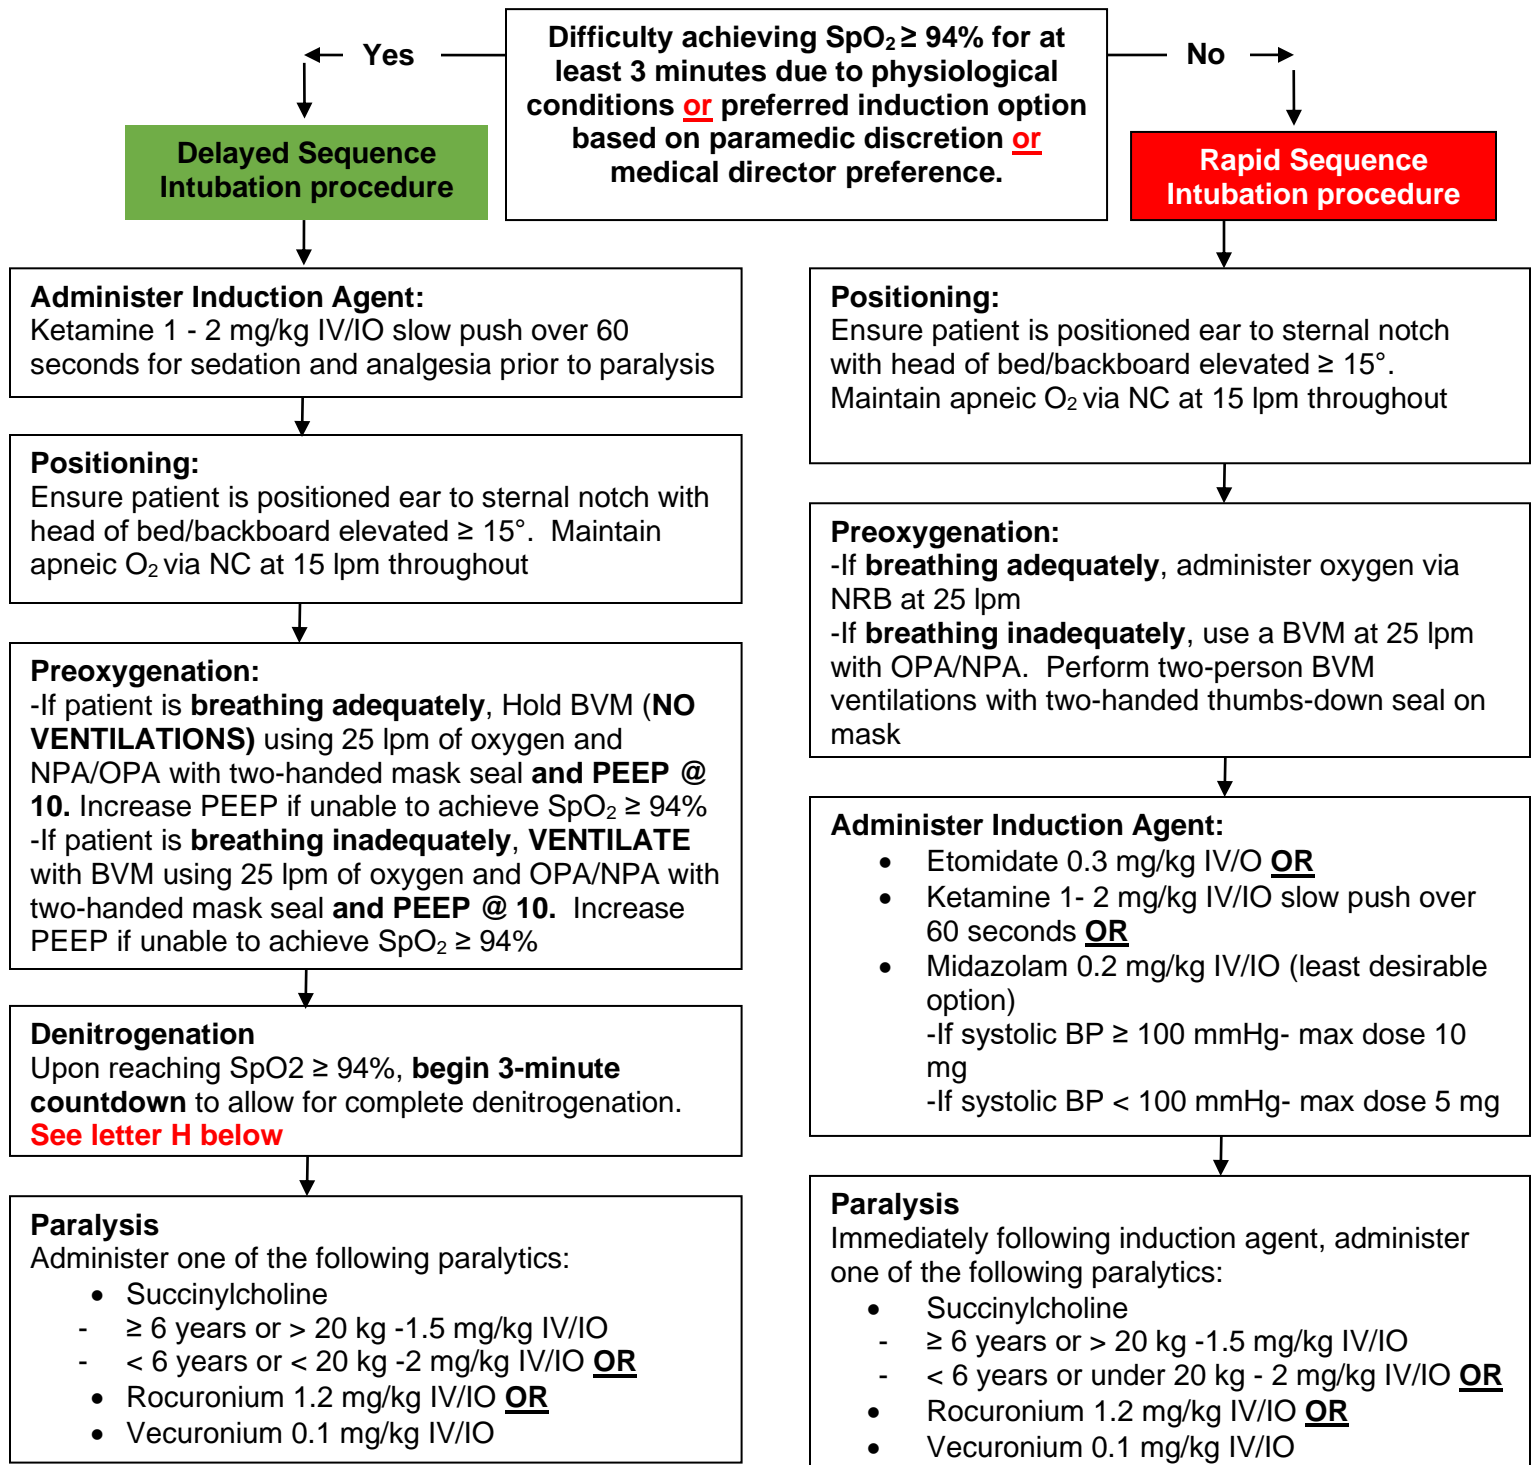 Difficulty achieving SpO₂ ≥ 94% for at
least 3 minutes due to physiological
conditions or preferred induction option
based on paramedic discretion or
medical director preference.
Yes
No
Delayed Sequence
Intubation procedure
Administer Induction Agent:
Ketamine 1 - 2 mg/kg IV/IO slow push over 60
seconds for sedation and analgesia prior to paralysis
Positioning:
Ensure patient is positioned ear to sternal notch with
head of bed/backboard elevated ≥ 15°.  Maintain
apneic O₂ via NC at 15 lpm throughout
Preoxygenation:
-If patient is breathing adequately, Hold BVM (NO
VENTILATIONS) using 25 lpm of oxygen and
NPA/OPA with two-handed mask seal and PEEP @
10. Increase PEEP if unable to achieve SpO₂ ≥ 94%
-If patient is breathing inadequately, VENTILATE
with BVM using 25 lpm of oxygen and OPA/NPA with
two-handed mask seal and PEEP @ 10.  Increase
PEEP if unable to achieve SpO₂ ≥ 94%
Denitrogenation
Upon reaching SpO2 ≥ 94%, begin 3-minute
countdown to allow for complete denitrogenation.
See letter H below
Paralysis
Administer one of the following paralytics:
• Succinylcholine
- ≥ 6 years or > 20 kg -1.5 mg/kg IV/IO
- < 6 years or < 20 kg -2 mg/kg IV/IO OR
• Rocuronium 1.2 mg/kg IV/IO OR
• Vecuronium 0.1 mg/kg IV/IO
Rapid Sequence
Intubation procedure
Positioning:
Ensure patient is positioned ear to sternal notch
with head of bed/backboard elevated ≥ 15°.
Maintain apneic O₂ via NC at 15 lpm throughout
Preoxygenation:
-If breathing adequately, administer oxygen via
NRB at 25 lpm
-If breathing inadequately, use a BVM at 25 lpm
with OPA/NPA.  Perform two-person BVM
ventilations with two-handed thumbs-down seal on
mask
Administer Induction Agent:
• Etomidate 0.3 mg/kg IV/O OR
• Ketamine 1- 2 mg/kg IV/IO slow push over
60 seconds OR
• Midazolam 0.2 mg/kg IV/IO (least desirable
option)
-If systolic BP ≥ 100 mmHg- max dose 10
mg
-If systolic BP < 100 mmHg- max dose 5 mg
Paralysis
Immediately following induction agent, administer
one of the following paralytics:
• Succinylcholine
- ≥ 6 years or > 20 kg -1.5 mg/kg IV/IO
- < 6 years or under 20 kg - 2 mg/kg IV/IO OR
• Rocuronium 1.2 mg/kg IV/IO OR
• Vecuronium 0.1 mg/kg IV/IO